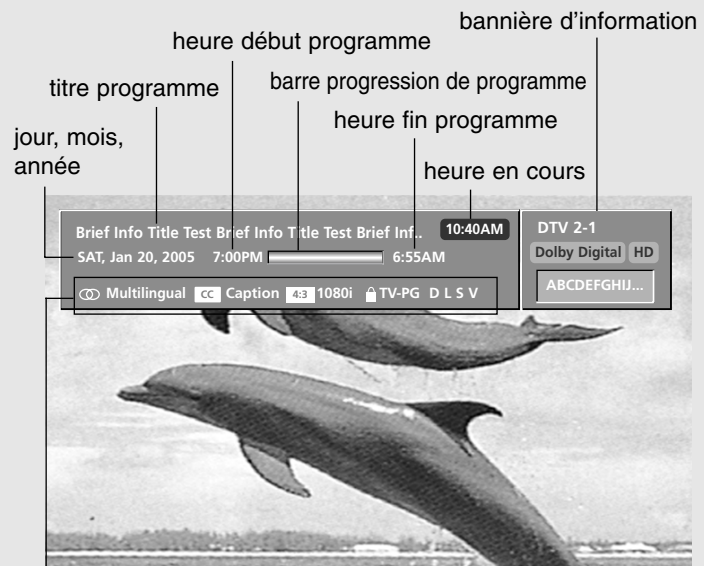 bannière d’information
heure début programme
barre progression de programme
titre programme
heure fin programme
jour, mois,
année
heure en cours
Brief Info Title Test Brief Info Title Test Brief Inf..
10:40AM
SAT, Jan 20, 2005 7:00PM 6:55AM
Multilingual CC Caption 4:3 1080i TV-PG D L S V
DTV 2-1
Dolby Digital HD
ABCDEFGHIJ...